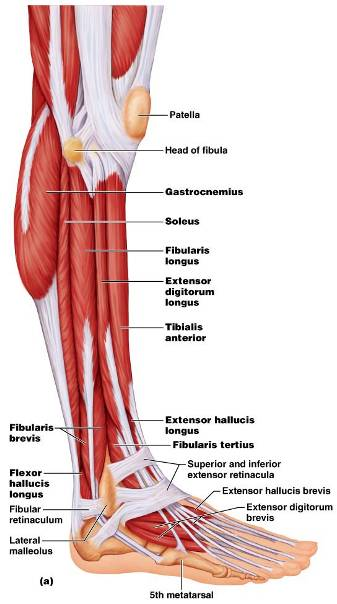 Patella
Head of fibula
Gastrocnemius
Soleus
Fibularis
longus
Extensor
digitorum
longus
Tibialis
anterior
Extensor hallucis
longus
Fibularis
brevis
Fibularis tertius
Superior and inferior
extensor retinacula
Flexor
hallucis
longus
Extensor hallucis brevis
Extensor digitorum
brevis
Fibular
retinaculum
Lateral
malleolus
(a)
5th metatarsal